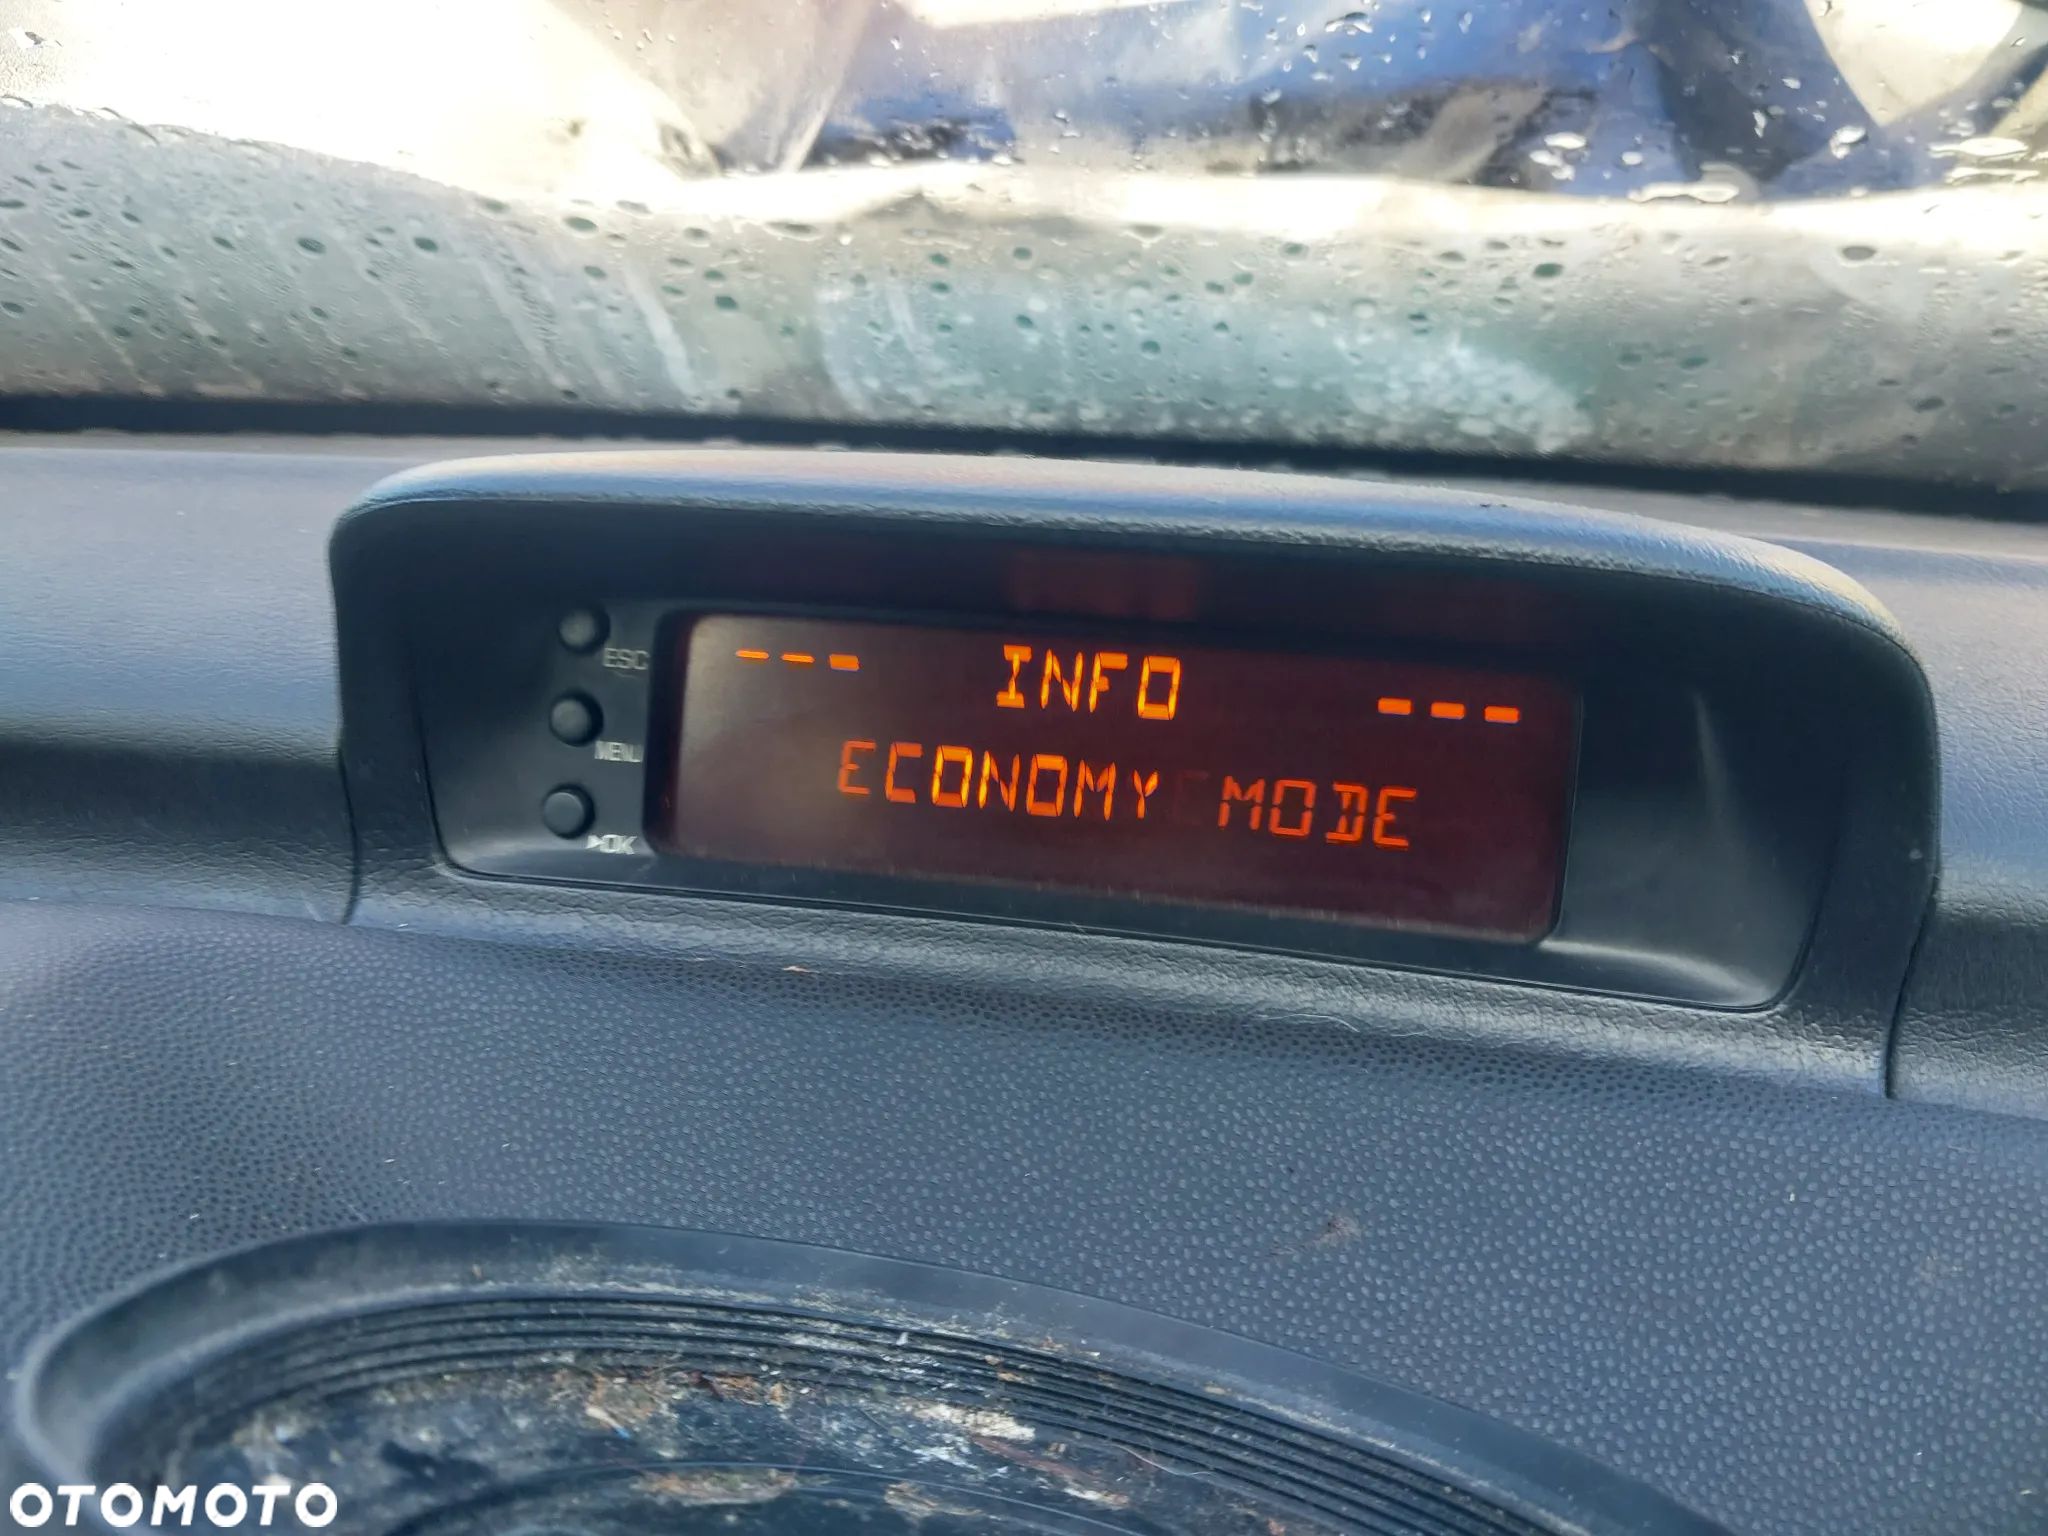 --- INFO ---
ECONOMY MODE
ESC
MENU
▶OK
OTOMOTO